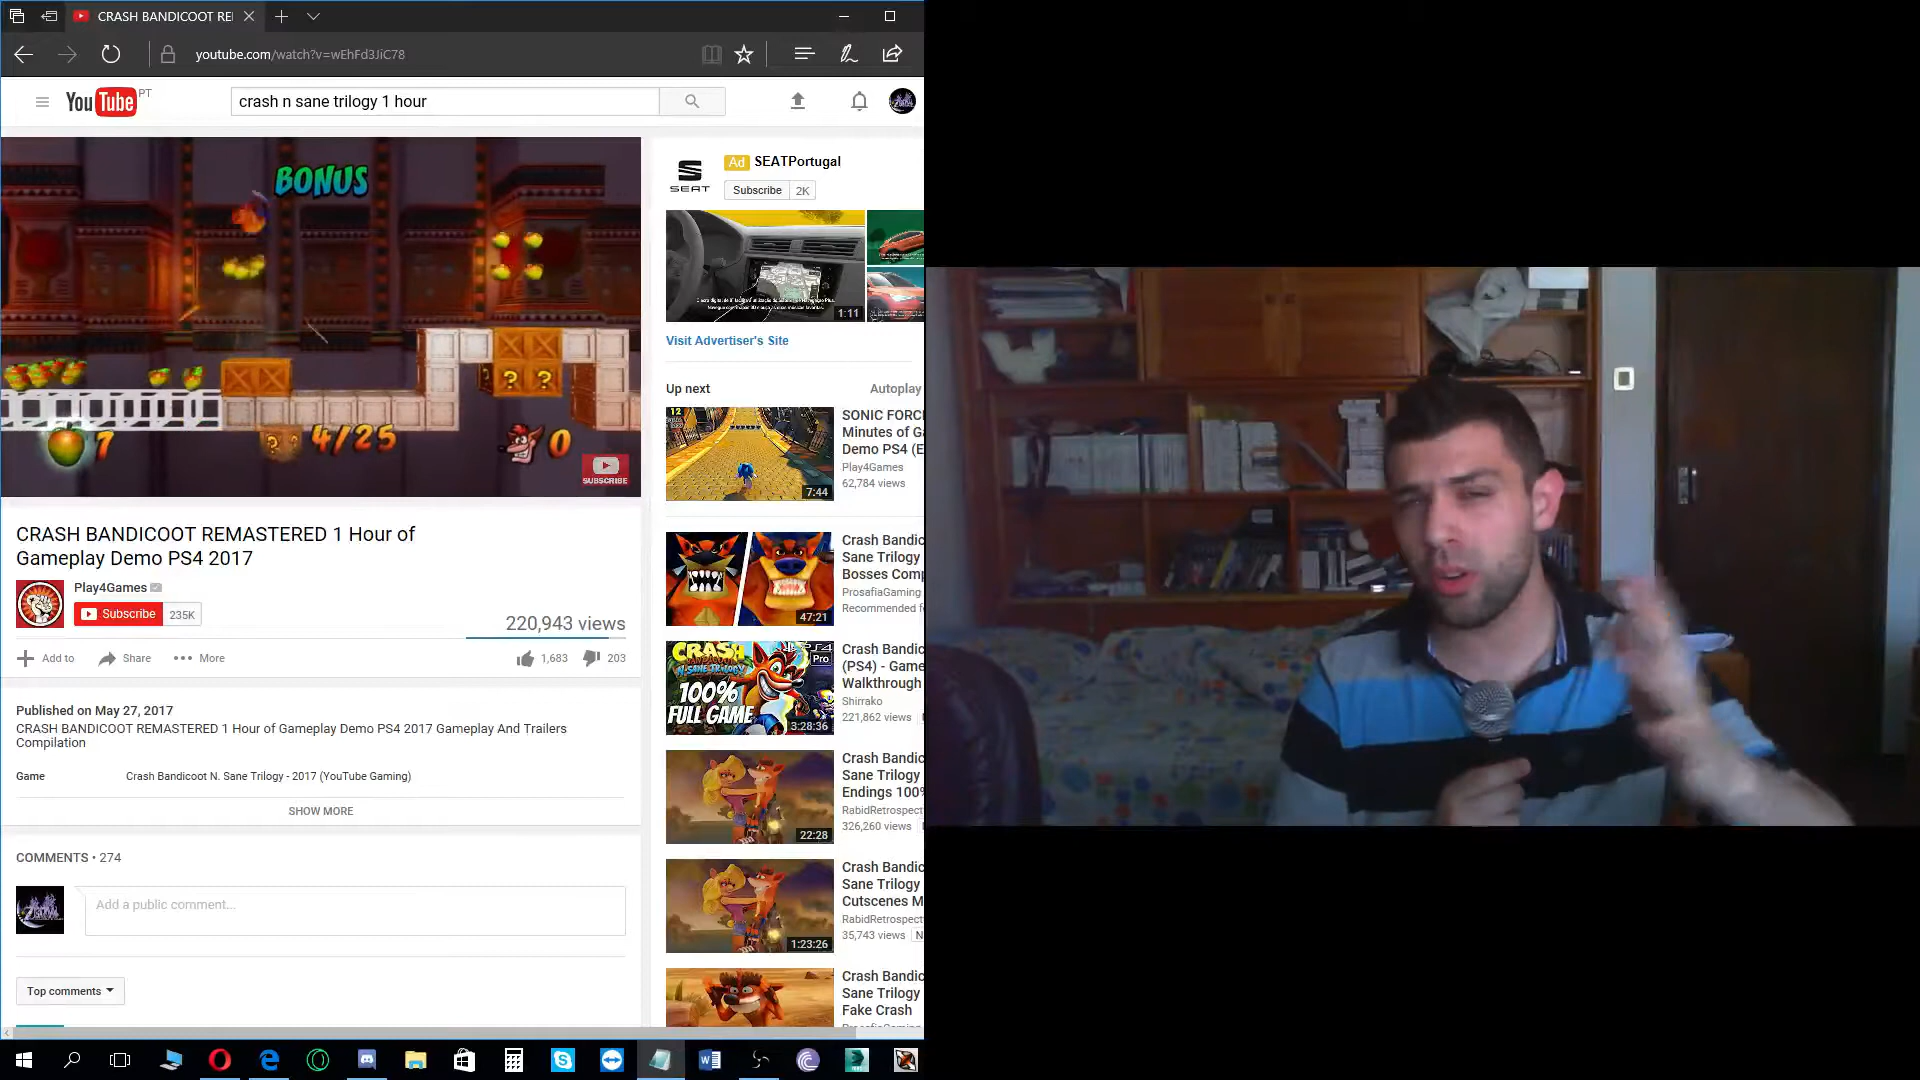 CRASH BANDICOOT RE
youtube.com/watch?v=wEhFd3JiC78
YouTube PT
crash n sane trilogy 1 hour
BONUS
7
4/25
0
SUBSCRIBE
CRASH BANDICOOT REMASTERED 1 Hour of
Gameplay Demo PS4 2017
Play4Games
Subscribe 235K
220,943 views
Add to Share More 1,683 203
Published on May 27, 2017
CRASH BANDICOOT REMASTERED 1 Hour of Gameplay Demo PS4 2017 Gameplay And Trailers
Compilation
Game Crash Bandicoot N. Sane Trilogy - 2017 (YouTube Gaming)
SHOW MORE
COMMENTS • 274
Add a public comment...
Top comments
SEAT
Ad SEATPortugal
Subscribe 2K
1:11
Visit Advertiser's Site
Up next Autoplay
12
7:44
SONIC FORC
Minutes of Ga
Demo PS4 (E
Play4Games
62,784 views
47:21
Crash Bandic
Sane Trilogy
Bosses Comp
ProsafiaGaming
Recommended f
CRASH
BANDICOOT
N.SANE TRILOGY
PS4
Pro
100%
FULL GAME
3:28:36
Crash Bandic
(PS4) - Game
Walkthrough
Shirrako
221,862 views
22:28
Crash Bandic
Sane Trilogy
Endings 100%
RabidRetrospect
326,260 views
1:23:26
Crash Bandic
Sane Trilogy
Cutscenes M
RabidRetrospect
35,743 views N
Crash Bandic
Sane Trilogy
Fake Crash